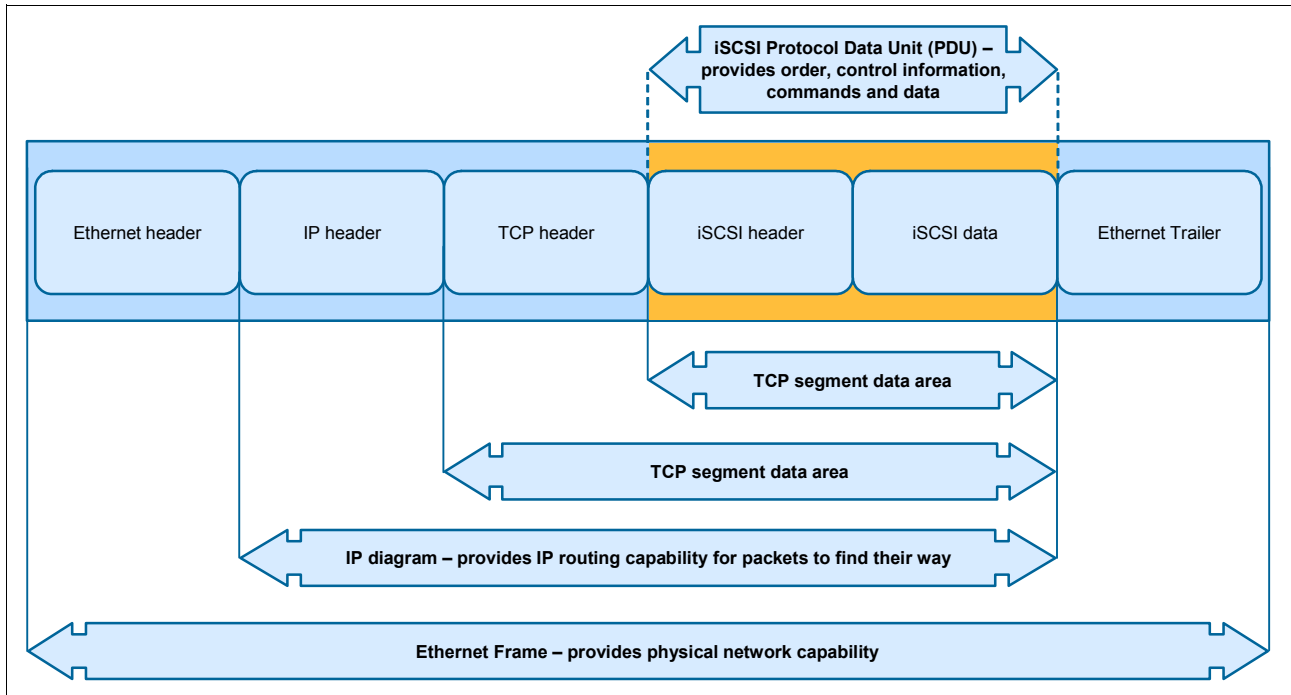 iSCSI Protocol Data Unit (PDU) –
provides order, control information,
commands and data
Ethernet header
IP header
TCP header
iSCSI header
iSCSI data
Ethernet Trailer
TCP segment data area
TCP segment data area
IP diagram – provides IP routing capability for packets to find their way
Ethernet Frame – provides physical network capability